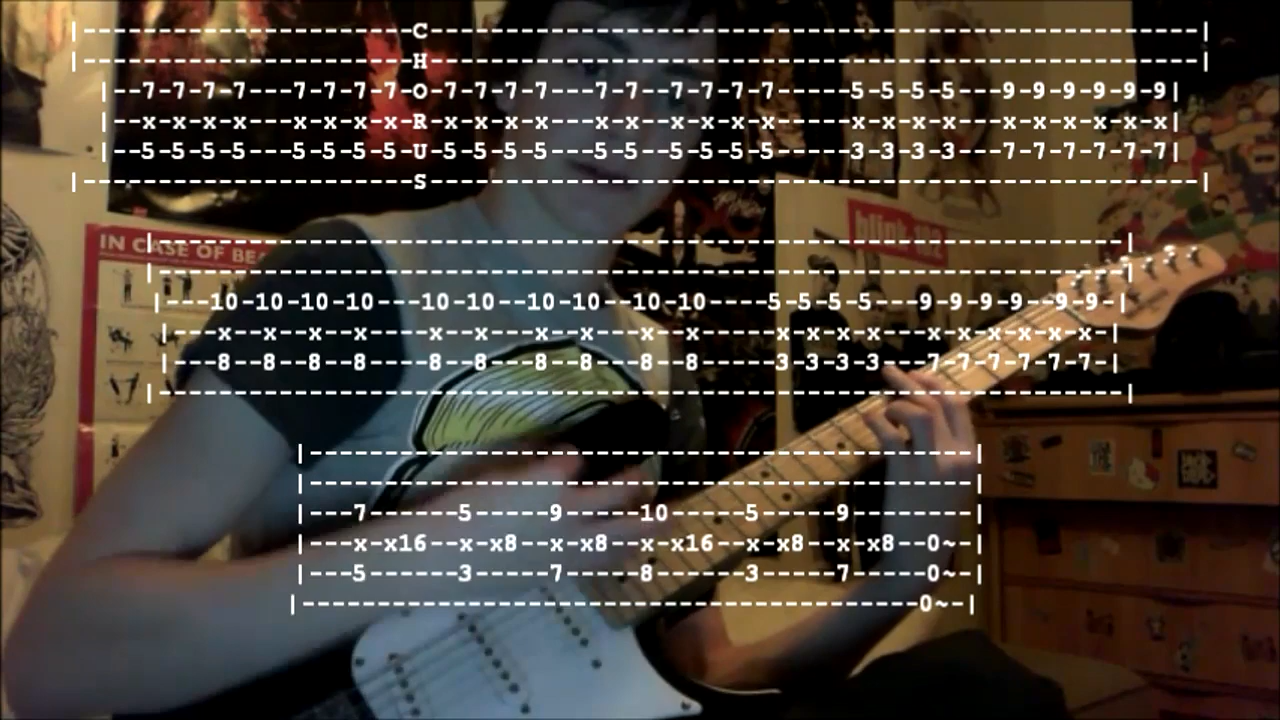 |----------------------C---------------------------------------------------|
|----------------------H---------------------------------------------------|
|--7-7-7-7---7-7-7-7-O-7-7-7-7---7-7--7-7-7-7-----5-5-5-5---9-9-9-9-9-9|
|--x-x-x-x---x-x-x-x-R-x-x-x-x---x-x--x-x-x-x-----x-x-x-x---x-x-x-x-x-x|
|--5-5-5-5---5-5-5-5-U-5-5-5-5---5-5--5-5-5-5-----3-3-3-3---7-7-7-7-7-7|
|----------------------S---------------------------------------------------|
IN CASE OF
blink-182
|----------------------------------------------------------------|
|----------------------------------------------------------------|
|---10-10-10-10---10-10--10-10--10-10----5-5-5-5---9-9-9-9--9-9-|
|---x--x--x--x----x--x---x--x---x--x-----x-x-x-x---x-x-x-x-x-x-|
|---8--8--8--8----8--8---8--8---8--8-----3-3-3-3---7-7-7-7-7-7-|
|----------------------------------------------------------------|
|--------------------------------------------|
|--------------------------------------------|
|---7------5-----9-----10-----5-----9--------|
|---x-x16--x-x8--x-x8--x-x16--x-x8--x-x8--0~-|
|---5------3-----7-----8------3-----7-----0~-|
|-----------------------------------------0~-|